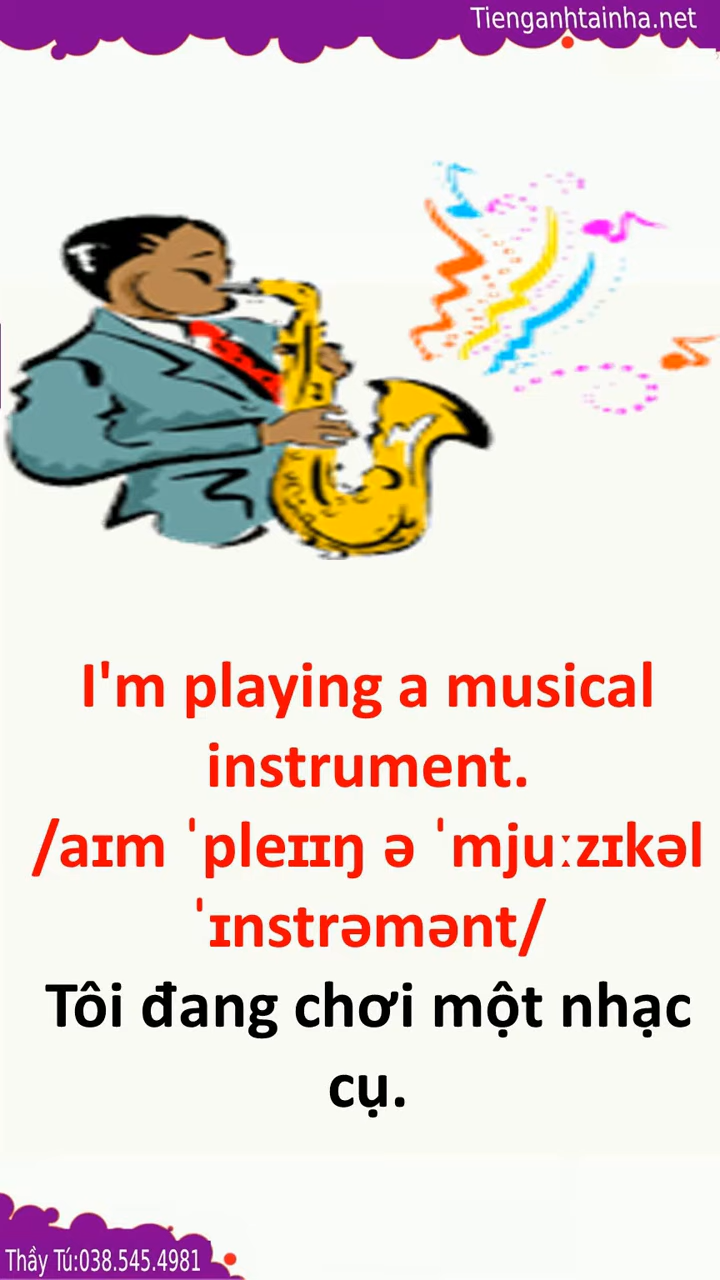 Tienganhtainha.net
I'm playing a musical
instrument.
/aɪm ˈpleɪɪŋ ə ˈmjuːzɪkəl
ˈɪnstrəmənt/
Tôi đang chơi một nhạc
cụ.
Thầy Tú:038.545.4981